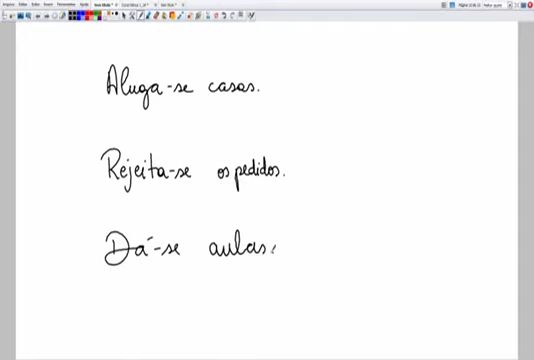 Aluga-se casas.
Rejeita-se os pedidos.
Dá-se aulas.